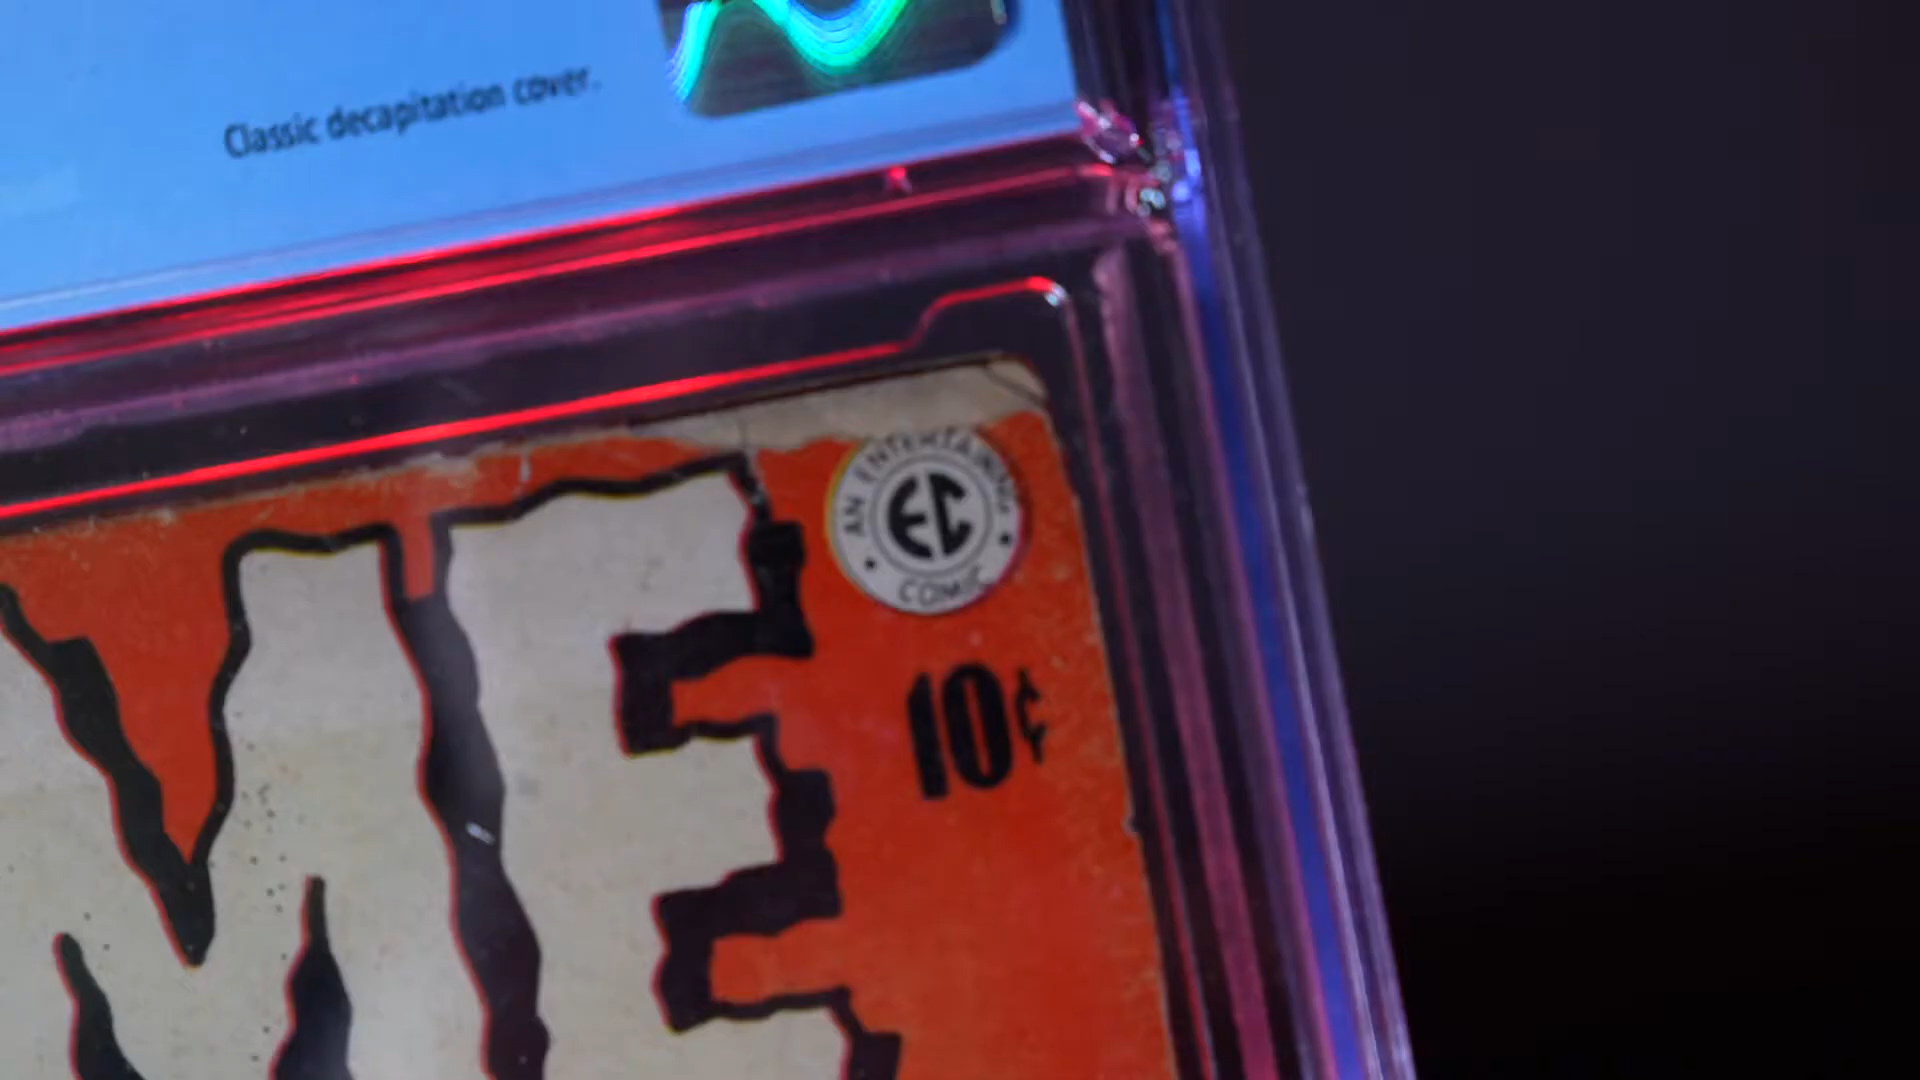 Classic decapitation cover.
AN ENTERTAINING
EC
COMIC
ME
10¢